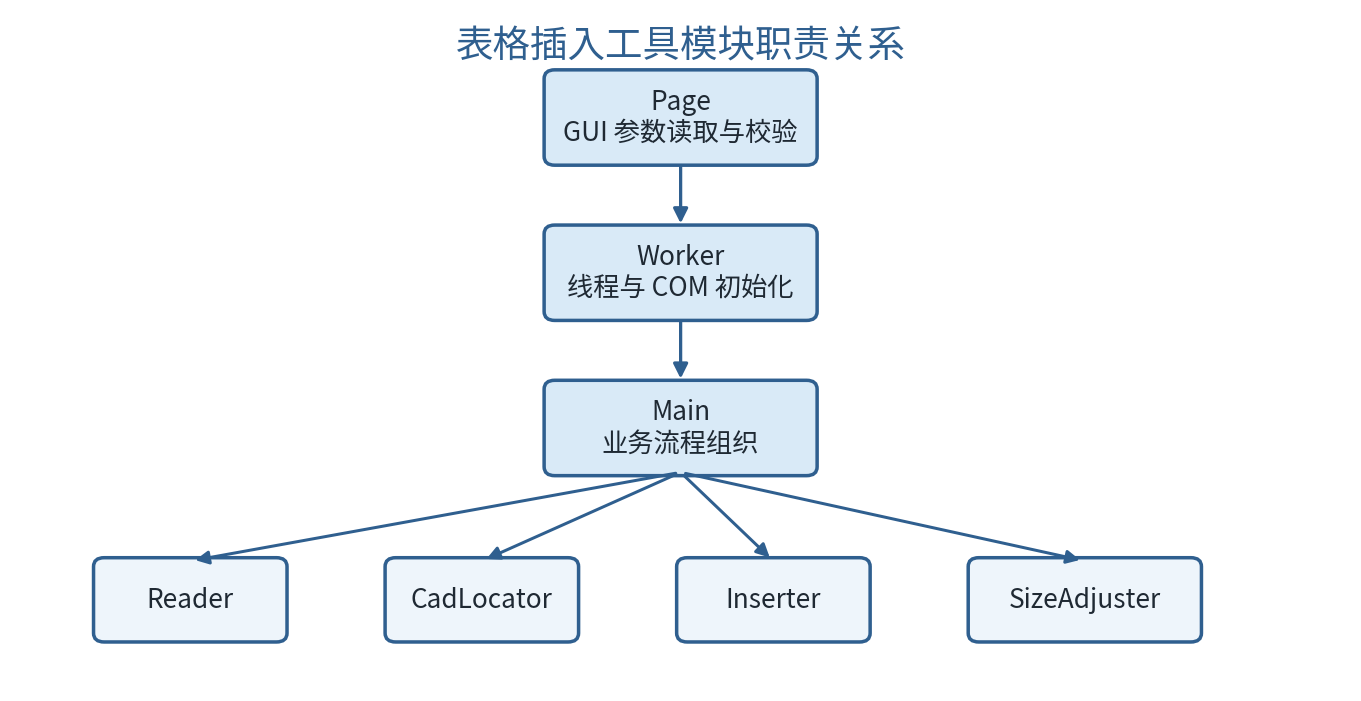 表格插入工具模块职责关系
Page
GUI 参数读取与校验
Worker
线程与 COM 初始化
Main
业务流程组织
Reader
CadLocator
Inserter
SizeAdjuster